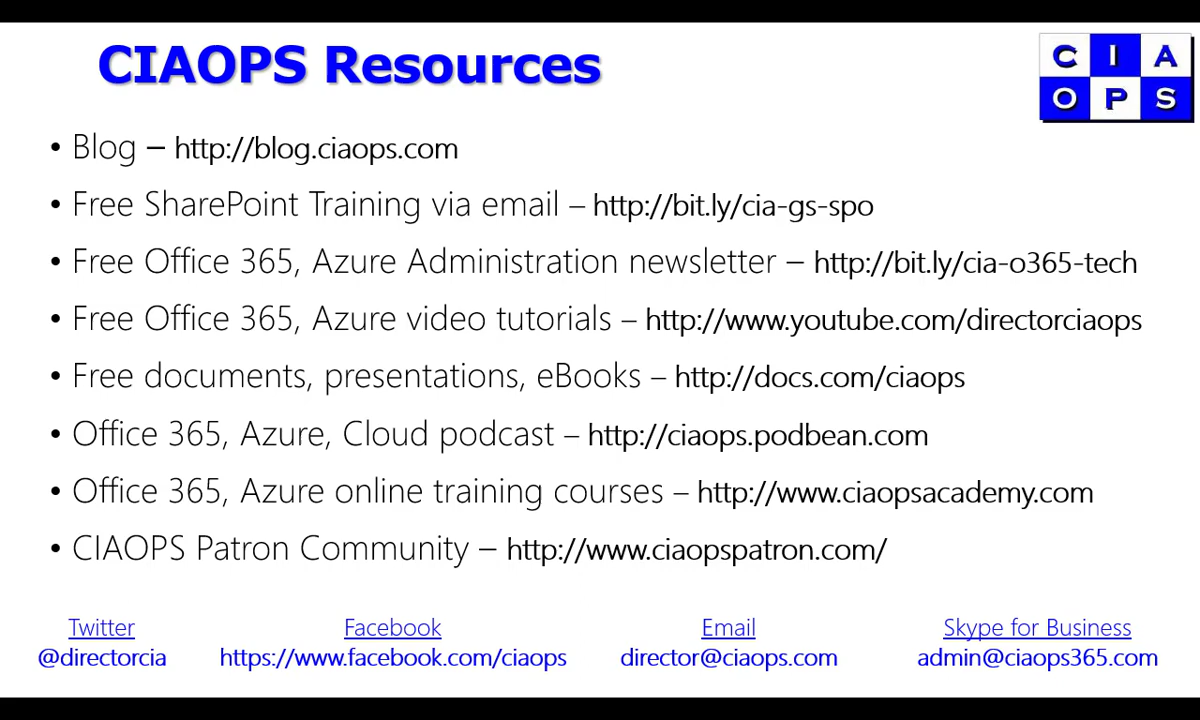 CIAOPS Resources
C I A
O P S
• Blog – http://blog.ciaops.com
• Free SharePoint Training via email – http://bit.ly/cia-gs-spo
• Free Office 365, Azure Administration newsletter – http://bit.ly/cia-o365-tech
• Free Office 365, Azure video tutorials – http://www.youtube.com/directorciaops
• Free documents, presentations, eBooks – http://docs.com/ciaops
• Office 365, Azure, Cloud podcast – http://ciaops.podbean.com
• Office 365, Azure online training courses – http://www.ciaopsacademy.com
• CIAOPS Patron Community – http://www.ciaopspatron.com/
Twitter Facebook Email Skype for Business
@directorcia https://www.facebook.com/ciaops director@ciaops.com admin@ciaops365.com